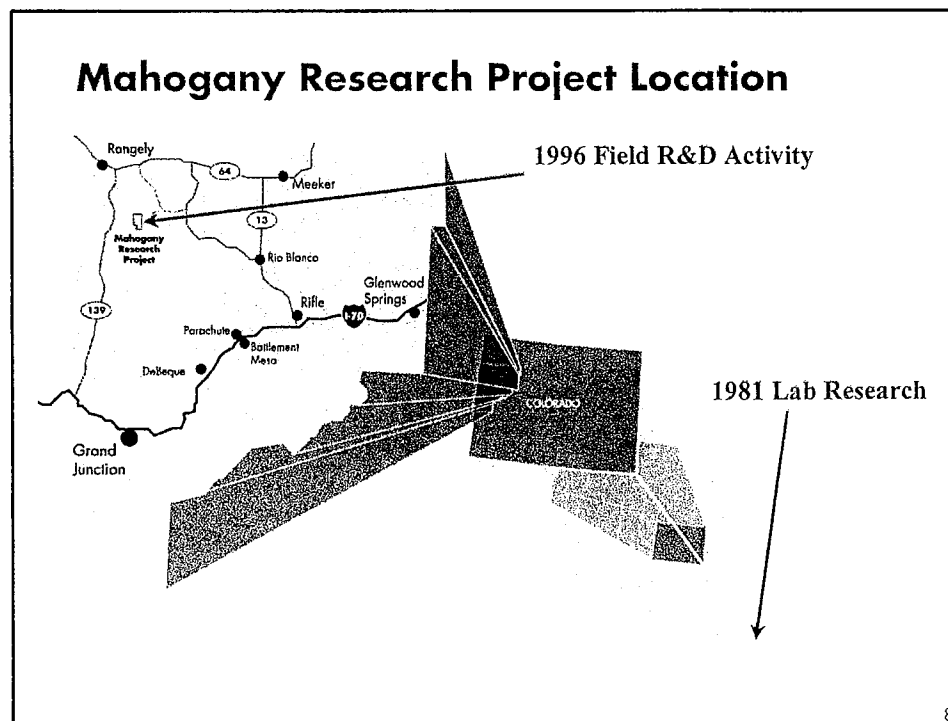 Mahogany Research Project Location
1996 Field R&D Activity
Rangely
64
Meeker
13
Mahogany
Research
Project
Rio Blanco
Glenwood
Springs
139
Rifle
I-70
Parachute
Battlement
Mesa
DeBeque
COLORADO
1981 Lab Research
Grand
Junction
8